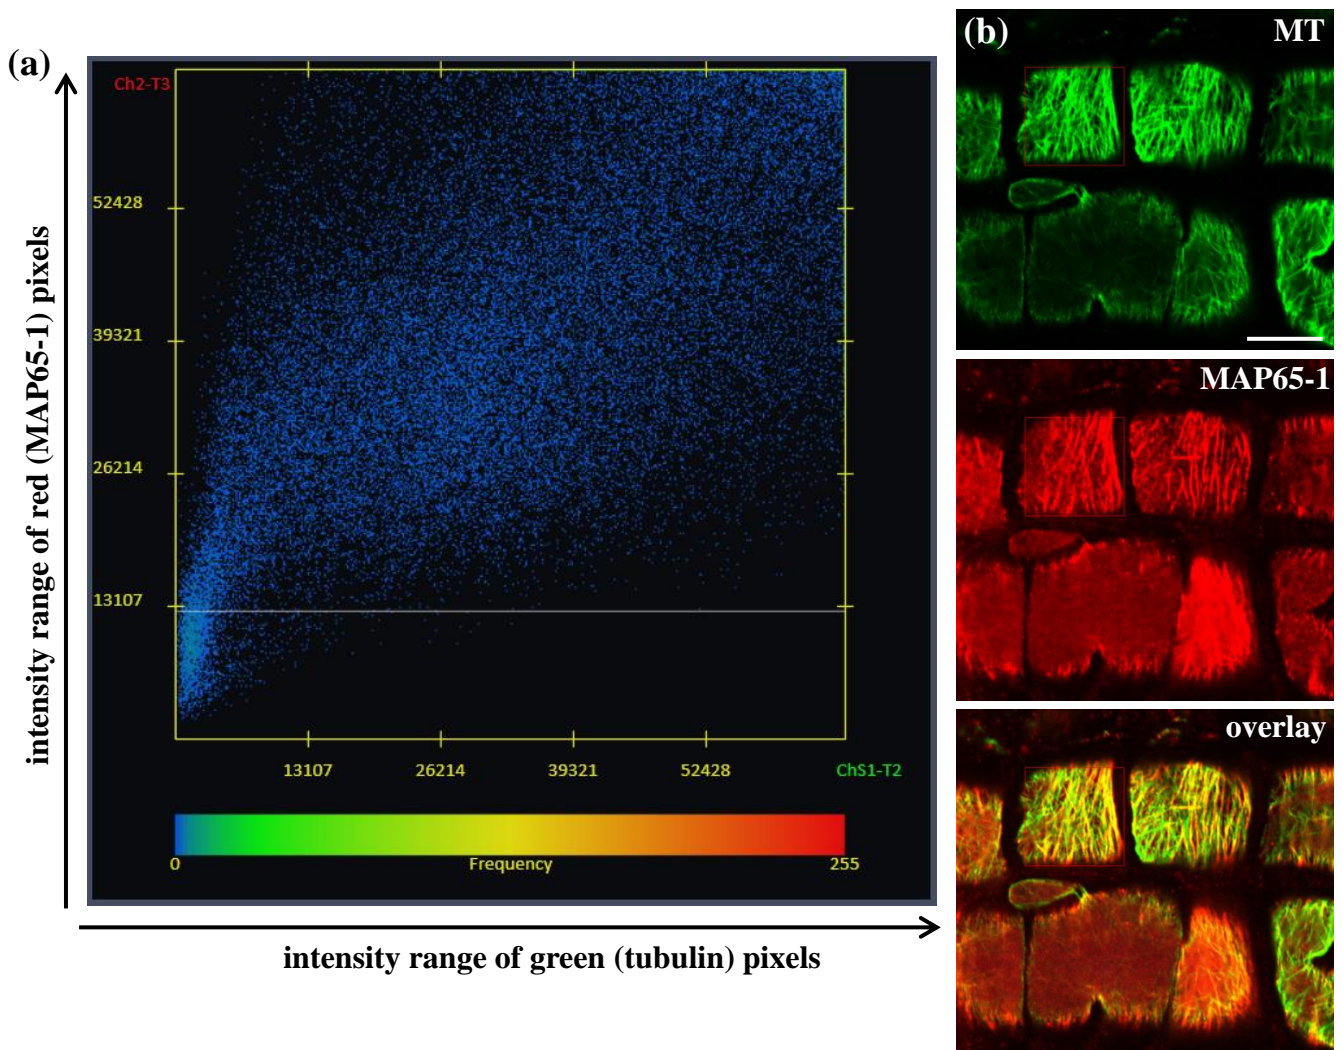 (a)
intensity range of red (MAP65-1) pixels
Ch2-T3
52428
39321
26214
13107
13107 26214 39321 52428 ChS1-T2
0 Frequency 255
intensity range of green (tubulin) pixels
(b) MT
MAP65-1
overlay